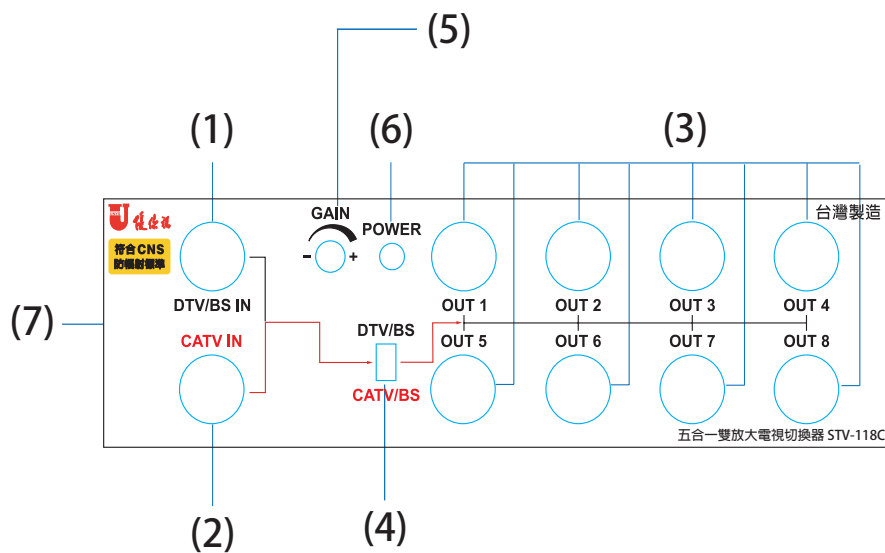 (5)
(1)
(6)
(3)
台灣製造
GAIN
POWER
- +
符合CNS
防輻射標準
DTV/BS IN
OUT 1
OUT 2
OUT 3
OUT 4
(7)
CATV IN
DTV/BS
OUT 5
OUT 6
OUT 7
OUT 8
CATV/BS
五合一雙放大電視切換器 STV-118C
(2)
(4)